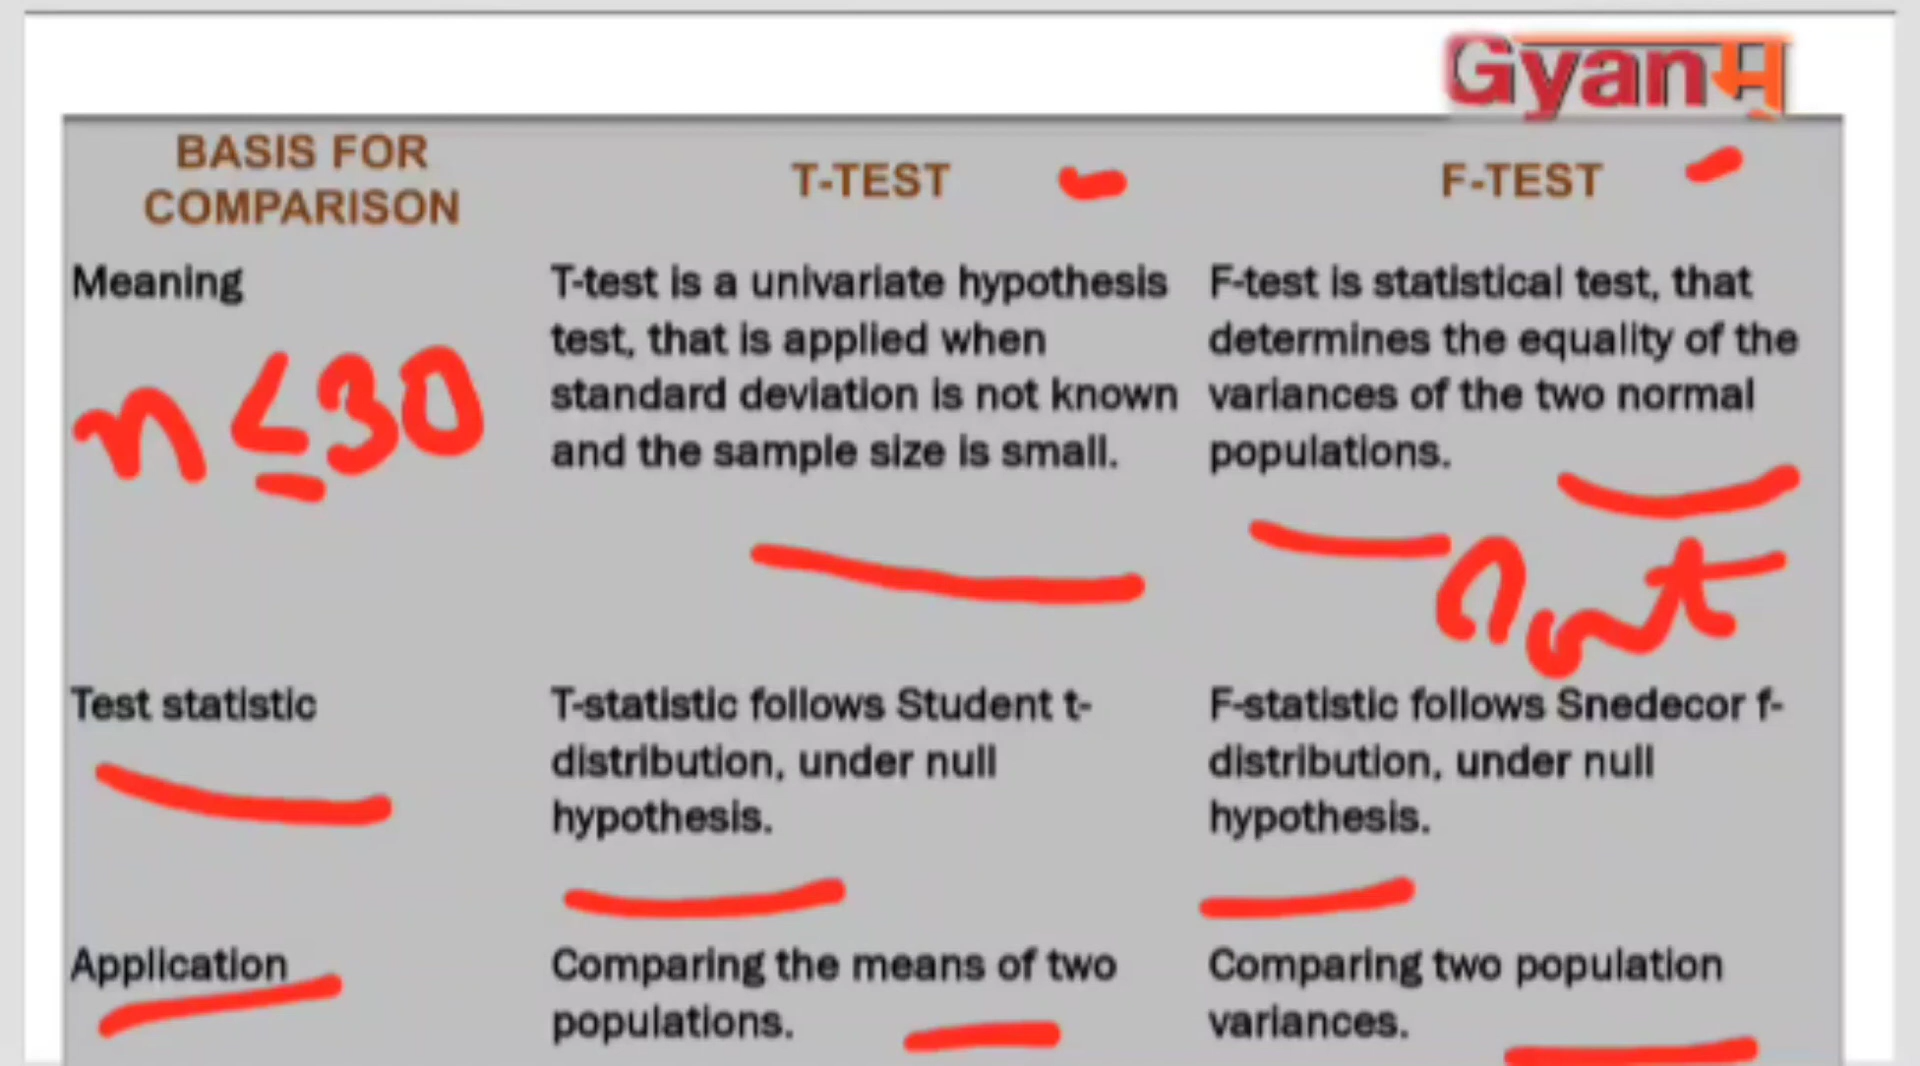 Gyanम
BASIS FOR
COMPARISON
T-TEST
F-TEST
Meaning
T-test is a univariate hypothesis
test, that is applied when
standard deviation is not known
and the sample size is small.
F-test is statistical test, that
determines the equality of the
variances of the two normal
populations.
n ≤30
Test statistic
T-statistic follows Student t-
distribution, under null
hypothesis.
F-statistic follows Snedecor f-
distribution, under null
hypothesis.
Application
Comparing the means of two
populations.
Comparing two population
variances.